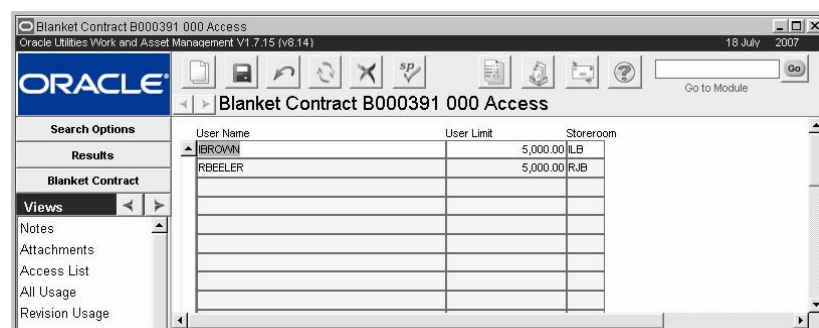 Blanket Contract B000391 000 Access
Oracle Utilities Work and Asset Management V1.7.15 (v8.14) 18 July 2007
ORACLE
sp
Go
Go to Module
Blanket Contract B000391 000 Access
Search Options
Results
Blanket Contract
Views
Notes
Attachments
Access List
All Usage
Revision Usage
User Name User Limit Storeroom
IBROWN 5,000.00 ILB
RBEELER 5,000.00 RJB